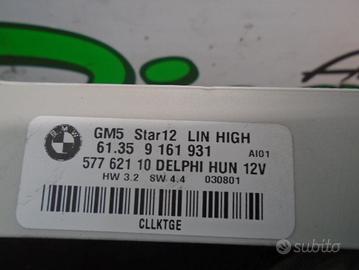 BMW
GM5 Star12 LIN HIGH
61.35 9 161 931 AI01
577 621 10 DELPHI HUN 12V
HW 3.2 SW 4.4 030801
CLLKTGE
subito